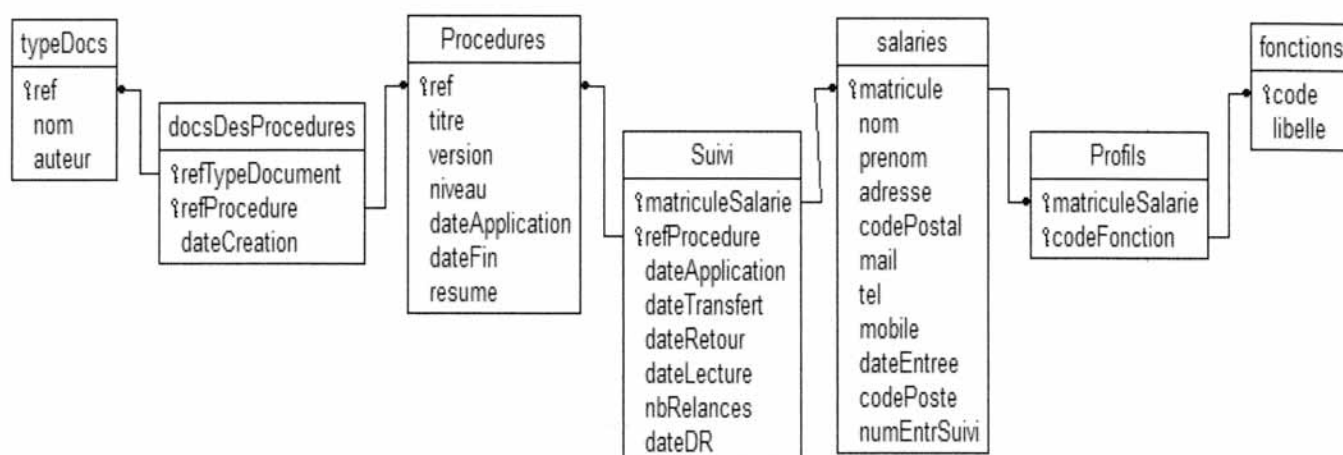 typeDocs
ref
nom
auteur
docsDesProcedures
refTypeDocument
refProcedure
dateCreation
Procedures
ref
titre
version
niveau
dateApplication
dateFin
resume
Suivi
matriculeSalarie
refProcedure
dateApplication
dateTransfert
dateRetour
dateLecture
nbRelances
dateDR
salaries
matricule
nom
prenom
adresse
codePostal
mail
tel
mobile
dateEntree
codePoste
numEntrSuivi
Profils
matriculeSalarie
codeFonction
fonctions
code
libelle